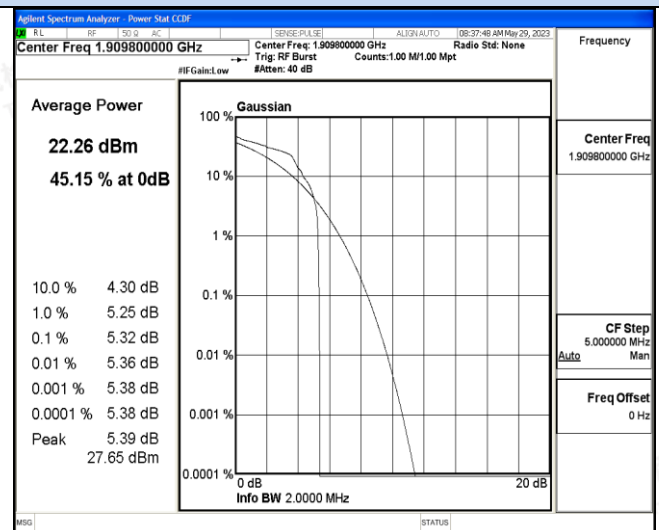 Agilent Spectrum Analyzer - Power Stat CCDF
RL RF 50 Ω AC SENSE:PULSE ALIGN AUTO 08:37:48 AM May 29, 2023
Center Freq 1.909800000 GHz
Center Freq: 1.909800000 GHz Radio Std: None
Trig: RF Burst Counts:1.00 M/1.00 Mpt
#IFGain:Low #Atten: 40 dB
Frequency
Average Power
22.26 dBm
45.15 % at 0dB
10.0 % 4.30 dB
1.0 % 5.25 dB
0.1 % 5.32 dB
0.01 % 5.36 dB
0.001 % 5.38 dB
0.0001 % 5.38 dB
Peak 5.39 dB
27.65 dBm
Gaussian
100 %
10 %
1 %
0.1 %
0.01 %
0.001 %
0.0001 %
0 dB 20 dB
Info BW 2.0000 MHz
Center Freq
1.909800000 GHz
CF Step
5.000000 MHz
Auto Man
Freq Offset
0 Hz
MSG STATUS